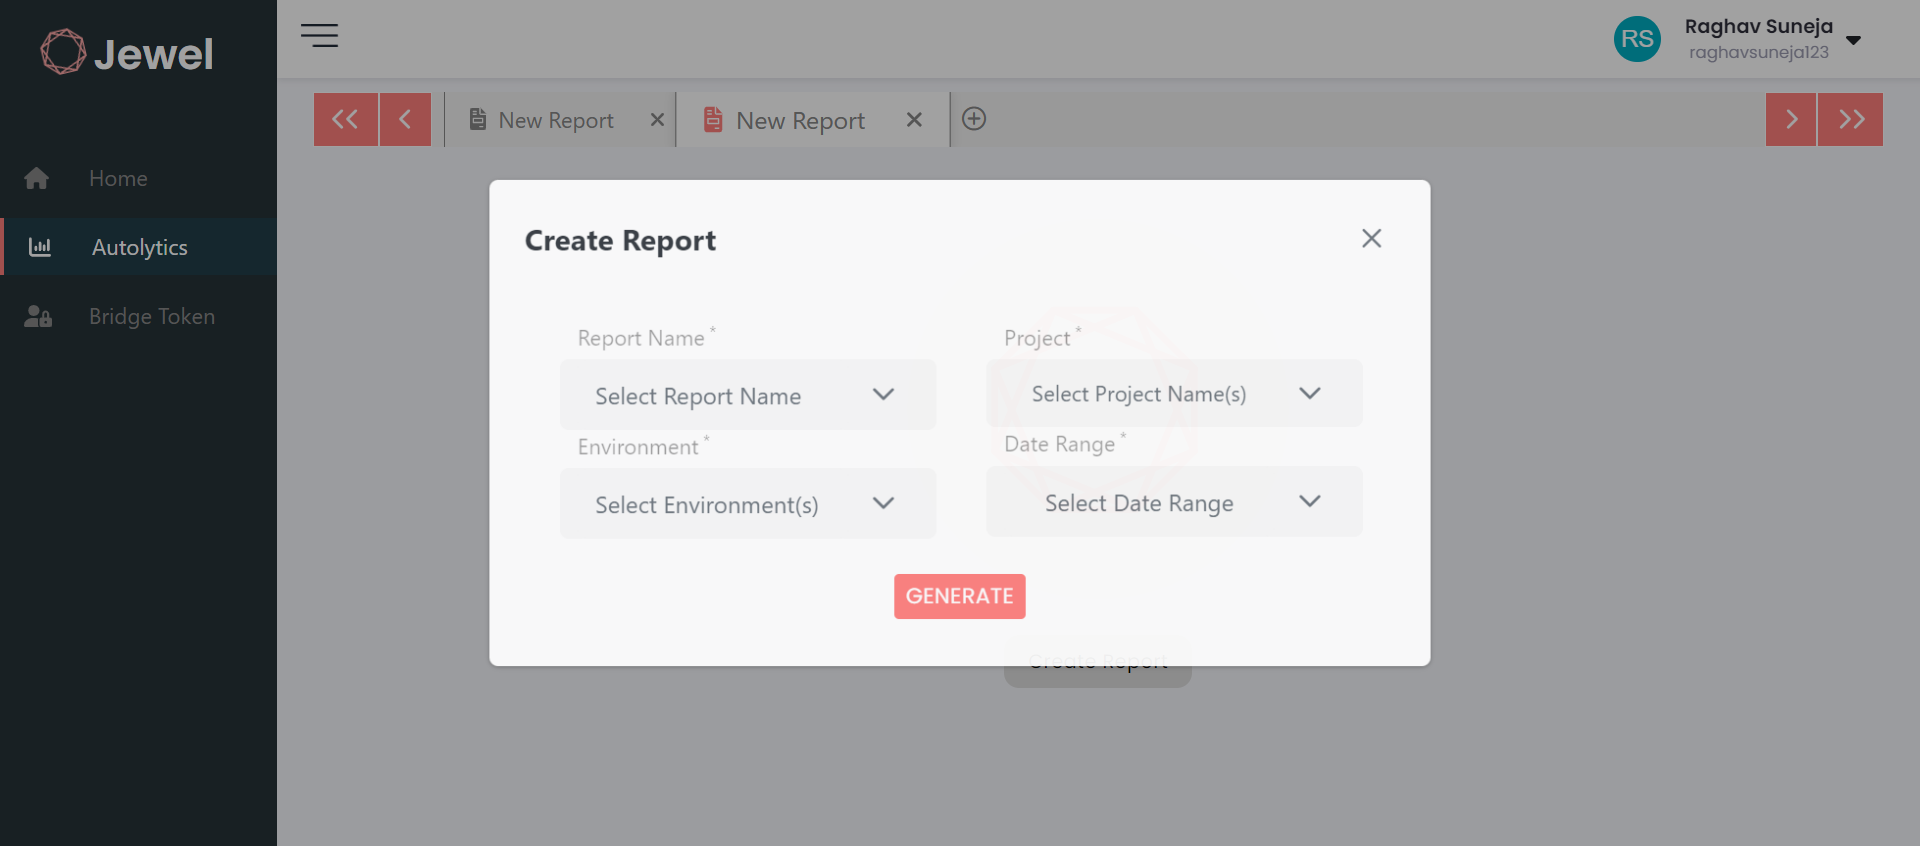 Jewel
RS
Raghav Suneja
raghavsuneja123
New Report
New Report
Home
Autolytics
Bridge Token
Create Report
Report Name *
Project *
Select Report Name
Select Project Name(s)
Environment *
Date Range *
Select Environment(s)
Select Date Range
GENERATE
Create Report